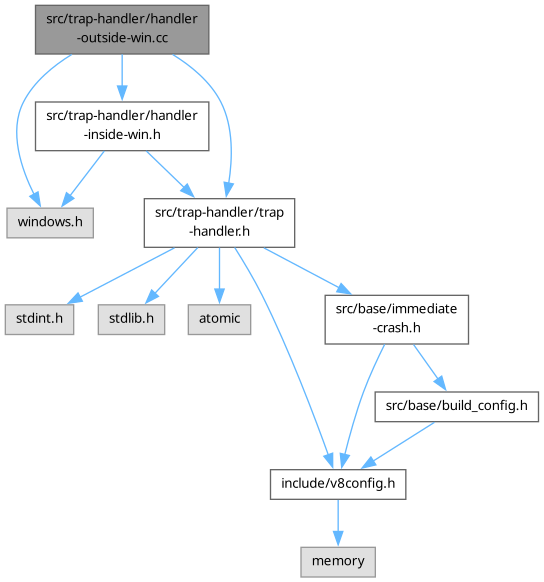 src/trap-handler/handler
-outside-win.cc
src/trap-handler/handler
-inside-win.h
windows.h
src/trap-handler/trap
-handler.h
stdint.h
stdlib.h
atomic
src/base/immediate
-crash.h
src/base/build_config.h
include/v8config.h
memory